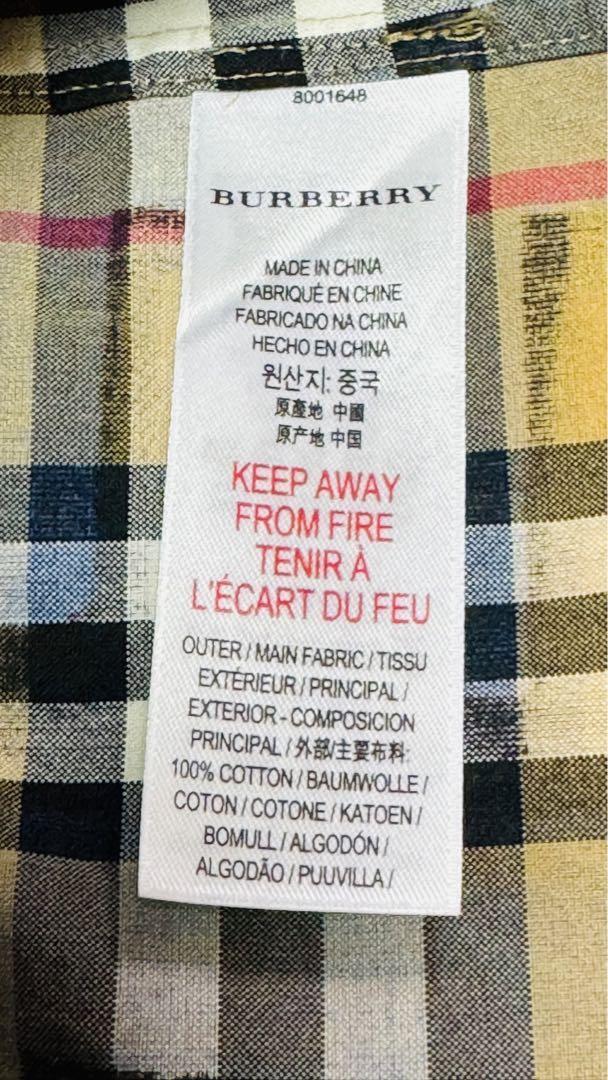 8001648
BURBERRY
MADE IN CHINA
FABRIQUÉ EN CHINE
FABRICADO NA CHINA
HECHO EN CHINA
원산지: 중국
原產地 中國
原产地 中国
KEEP AWAY
FROM FIRE
TENIR À
L'ÉCART DU FEU
OUTER / MAIN FABRIC / TISSU
EXTÉRIEUR / PRINCIPAL /
EXTERIOR - COMPOSICION
PRINCIPAL / 外部/主要布料:
100% COTTON / BAUMWOLLE /
COTON / COTONE / KATOEN /
BOMULL / ALGODÓN /
ALGODÃO / PUUVILLA /